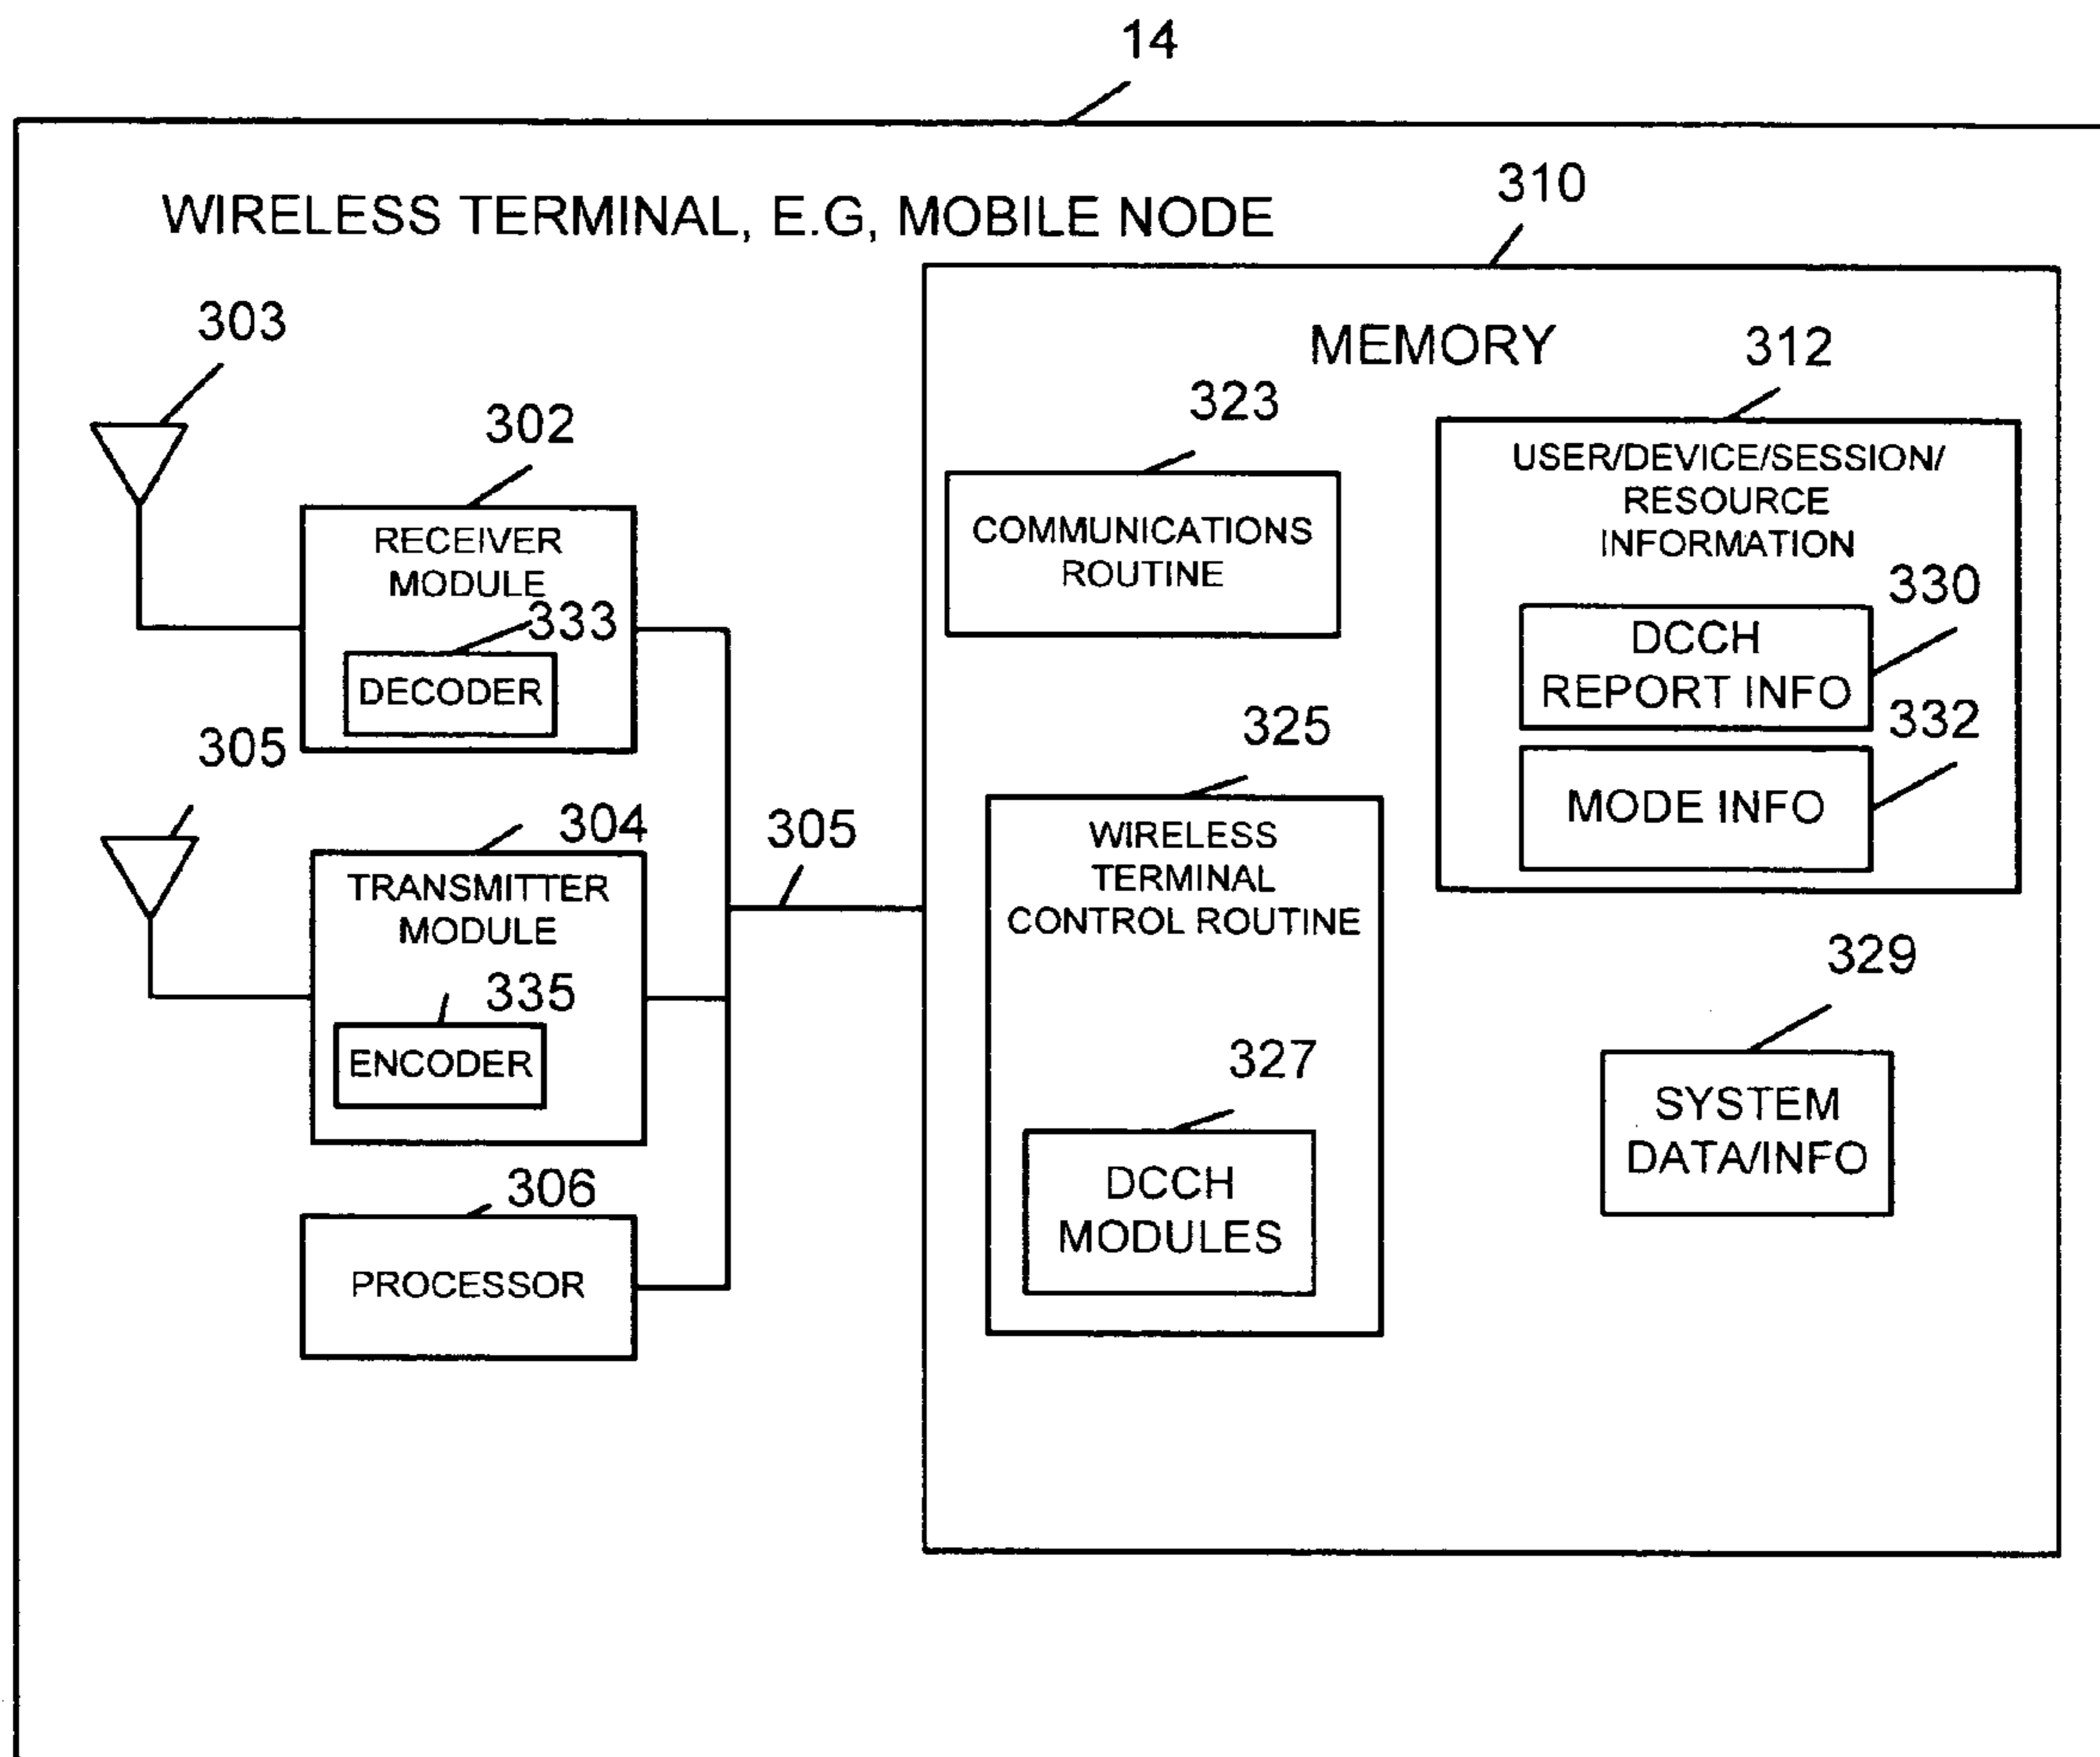 14
WIRELESS TERMINAL, E.G, MOBILE NODE
310
MEMORY
303
302
RECEIVER
MODULE
333
DECODER
305
304
TRANSMITTER
MODULE
335
ENCODER
306
PROCESSOR
305
323
COMMUNICATIONS
ROUTINE
325
WIRELESS
TERMINAL
CONTROL ROUTINE
327
DCCH
MODULES
312
USER/DEVICE/SESSION/
RESOURCE
INFORMATION
330
DCCH
REPORT INFO
332
MODE INFO
329
SYSTEM
DATA/INFO